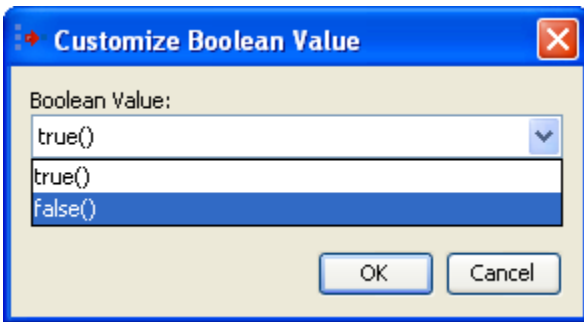 Customize Boolean Value
Boolean Value:
true()
true()
false()
OK Cancel